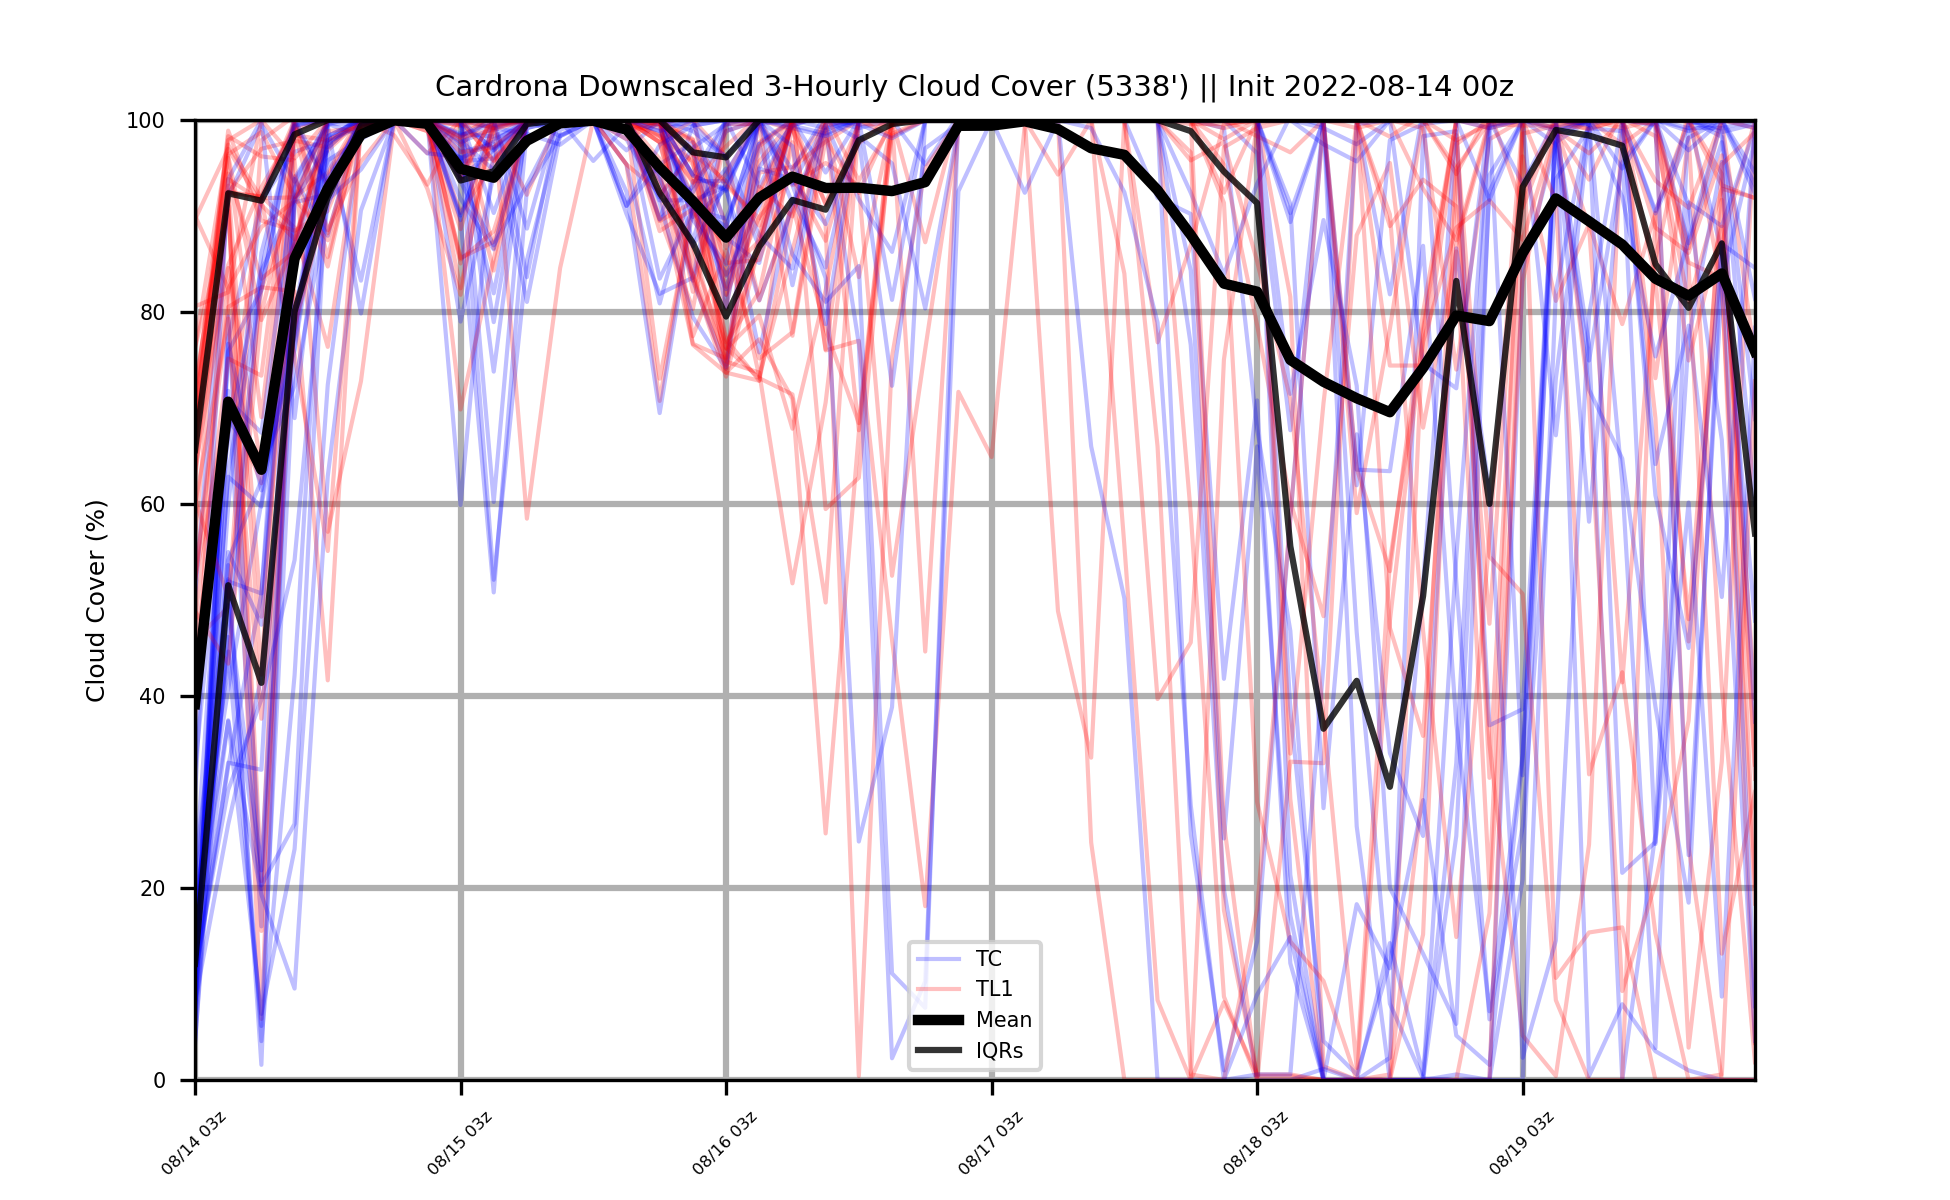 Cardrona Downscaled 3-Hourly Cloud Cover (5338') || Init 2022-08-14 00z
Cloud Cover (%)
100
80
60
40
20
0
TC
TL1
Mean
IQRs
08/14 03z
08/15 03z
08/16 03z
08/17 03z
08/18 03z
08/19 03z